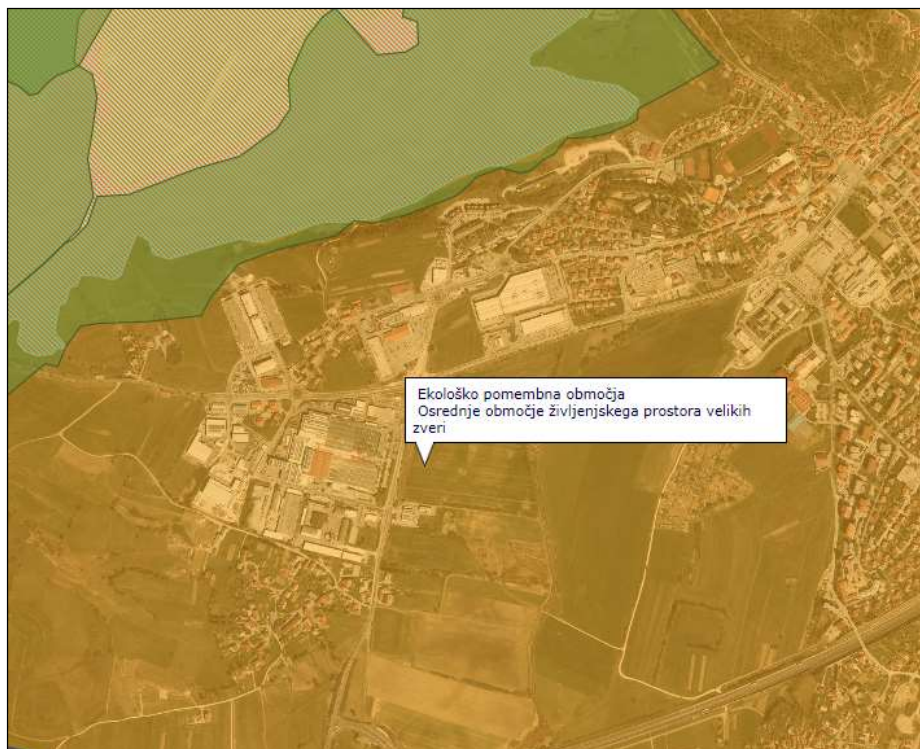 Ekološko pomembna območja
Osrednje območje življenjskega prostora velikih
zveri